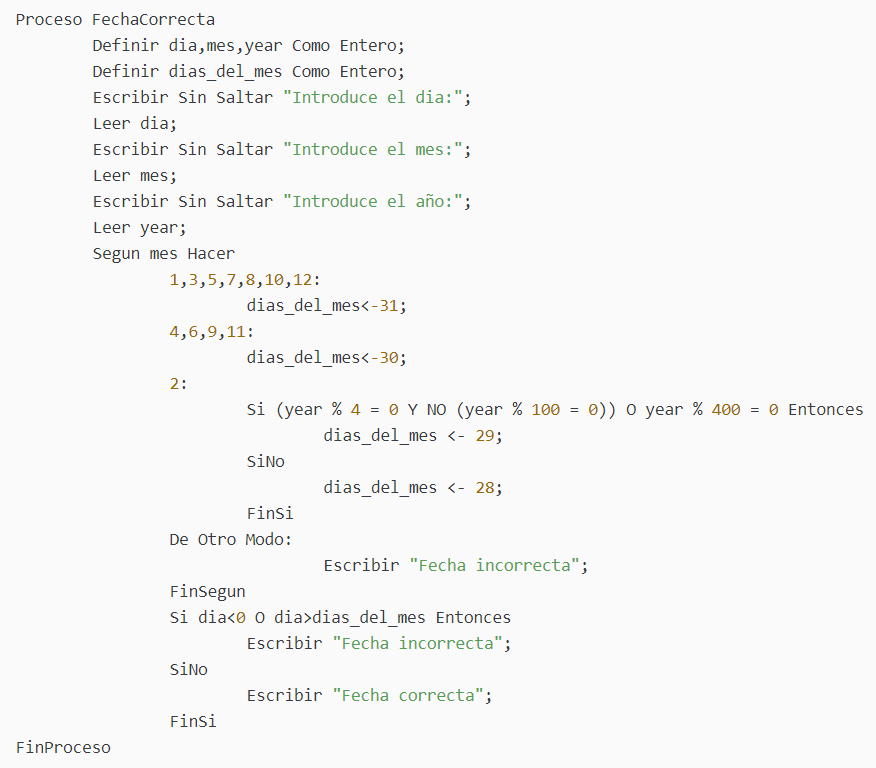 Proceso FechaCorrecta
Definir dia,mes,year Como Entero;
Definir dias_del_mes Como Entero;
Escribir Sin Saltar "Introduce el dia:";
Leer dia;
Escribir Sin Saltar "Introduce el mes:";
Leer mes;
Escribir Sin Saltar "Introduce el año:";
Leer year;
Segun mes Hacer
1,3,5,7,8,10,12:
dias_del_mes<-31;
4,6,9,11:
dias_del_mes<-30;
2:
Si (year % 4 = 0 Y NO (year % 100 = 0)) O year % 400 = 0 Entonces
dias_del_mes <- 29;
SiNo
dias_del_mes <- 28;
FinSi
De Otro Modo:
Escribir "Fecha incorrecta";
FinSegun
Si dia<0 O dia>dias_del_mes Entonces
Escribir "Fecha incorrecta";
SiNo
Escribir "Fecha correcta";
FinSi
FinProceso